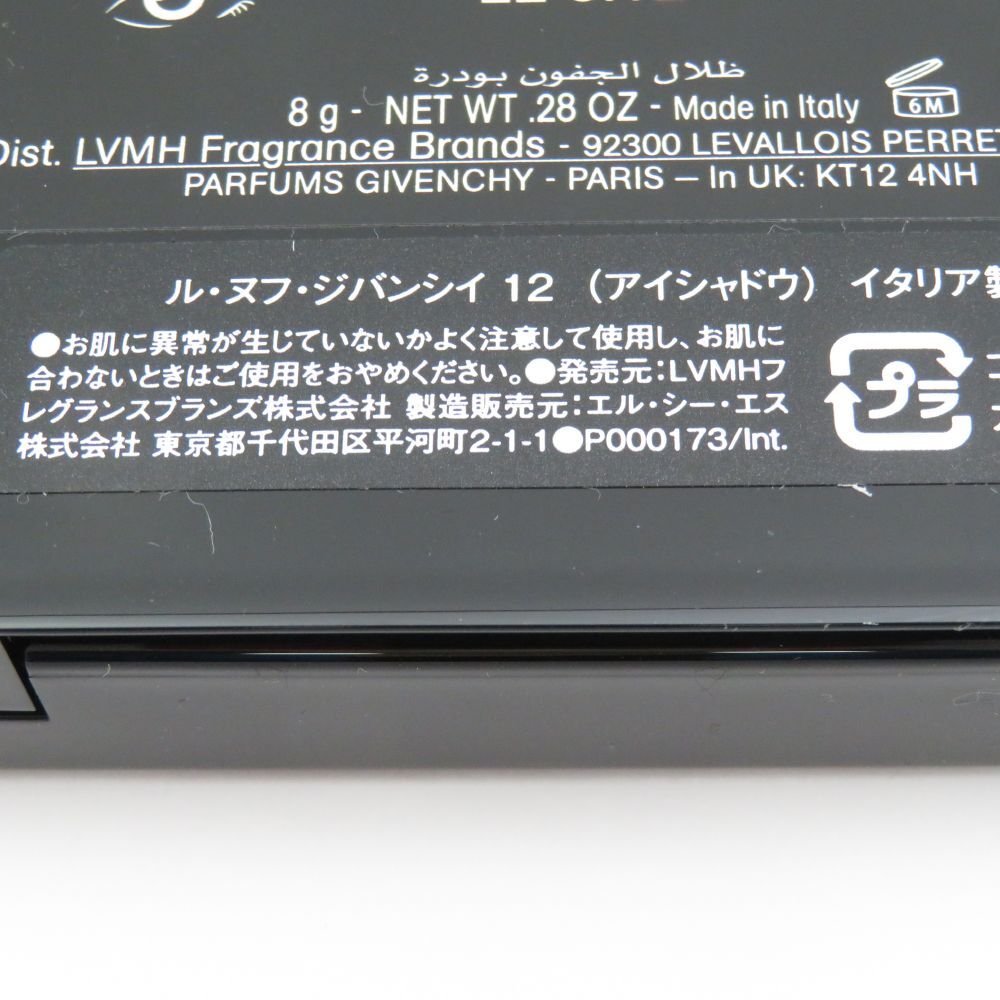 ظلال الجفون بودرة
8 g - NET WT .28 OZ - Made in Italy 6M
Dist. LVMH Fragrance Brands - 92300 LEVALLOIS PERRET
PARFUMS GIVENCHY - PARIS – In UK: KT12 4NH
ル・ヌフ・ジバンシイ 12 (アイシャドウ) イタリア製
●お肌に異常が生じていないかよく注意して使用し、お肌に
合わないときはご使用をおやめください。●発売元:LVMHフ
レグランスブランズ株式会社 製造販売元:エル・シー・エス
株式会社 東京都千代田区平河町2-1-1●P000173/Int.
プラ